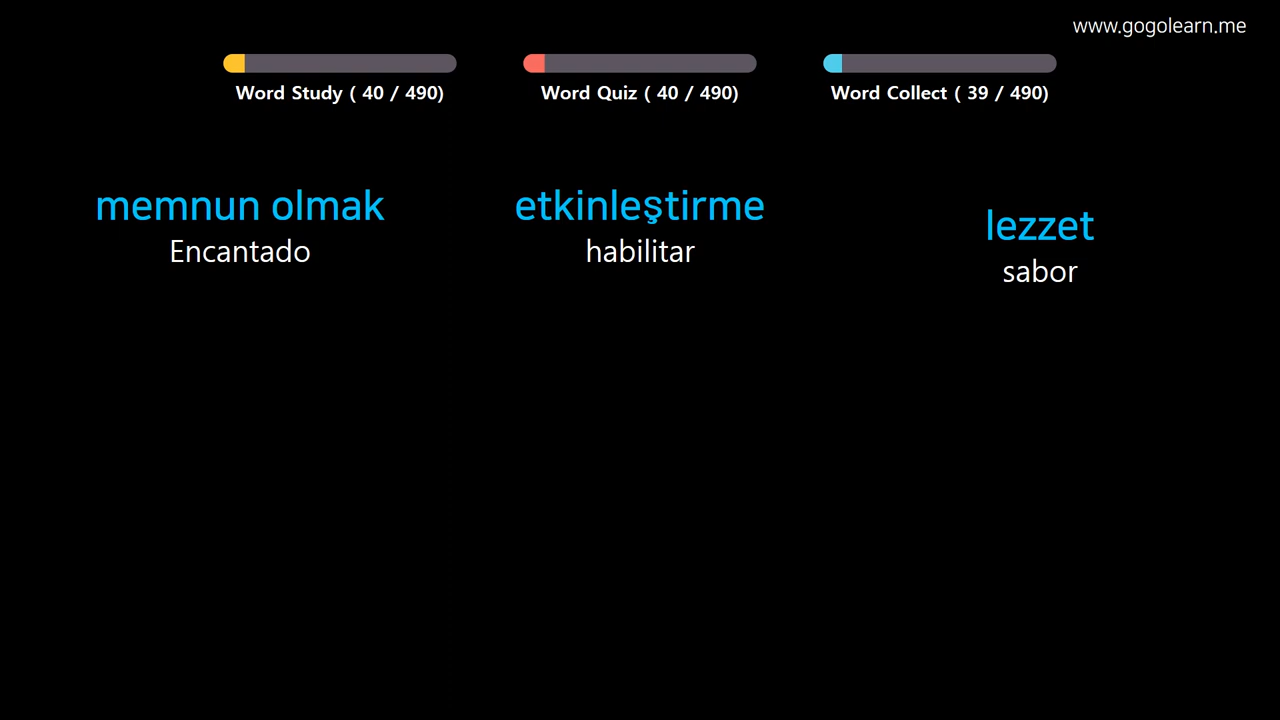 www.gogolearn.me
Word Study ( 40 / 490)
Word Quiz ( 40 / 490)
Word Collect ( 39 / 490)
memnun olmak
Encantado
etkinleştirme
habilitar
lezzet
sabor